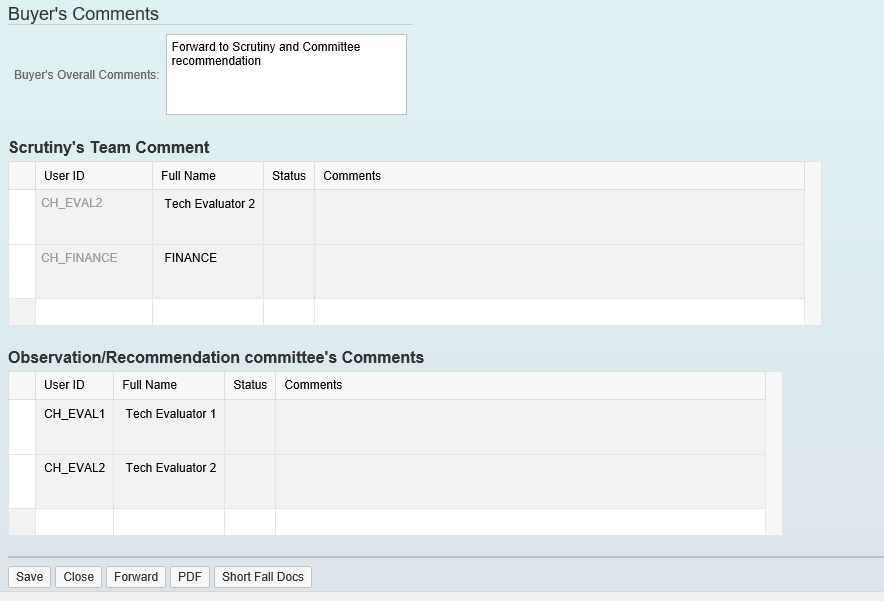 Buyer's Comments
Buyer's Overall Comments:
Forward to Scrutiny and Committee
recommendation
Scrutiny's Team Comment
User ID Full Name Status Comments
CH_EVAL2 Tech Evaluator 2
CH_FINANCE FINANCE
Observation/Recommendation committee's Comments
User ID Full Name Status Comments
CH_EVAL1 Tech Evaluator 1
CH_EVAL2 Tech Evaluator 2
Save Close Forward PDF Short Fall Docs